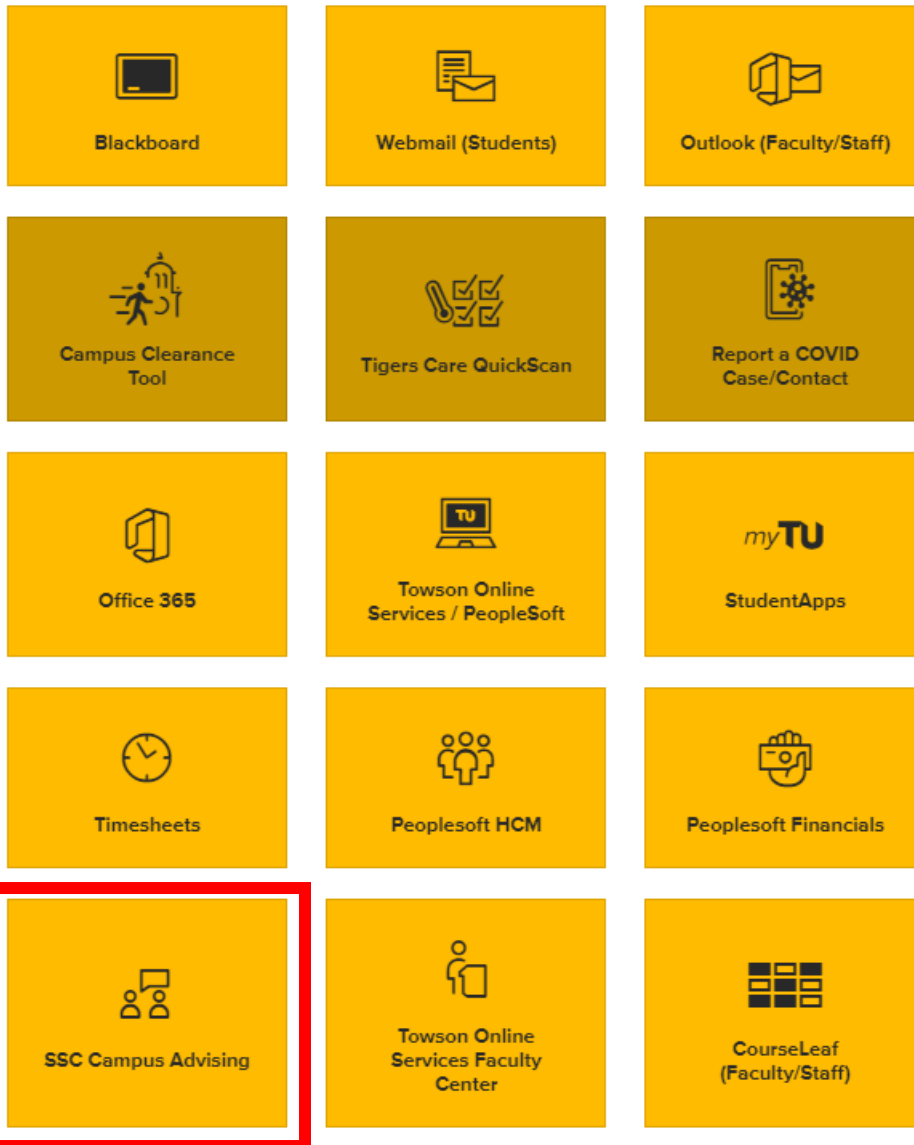 Blackboard
Webmail (Students)
Outlook (Faculty/Staff)
Campus Clearance
Tool
Tigers Care QuickScan
Report a COVID
Case/Contact
Office 365
TU
Towson Online
Services / PeopleSoft
myTU
StudentApps
Timesheets
Peoplesoft HCM
Peoplesoft Financials
SSC Campus Advising
Towson Online
Services Faculty
Center
CourseLeaf
(Faculty/Staff)